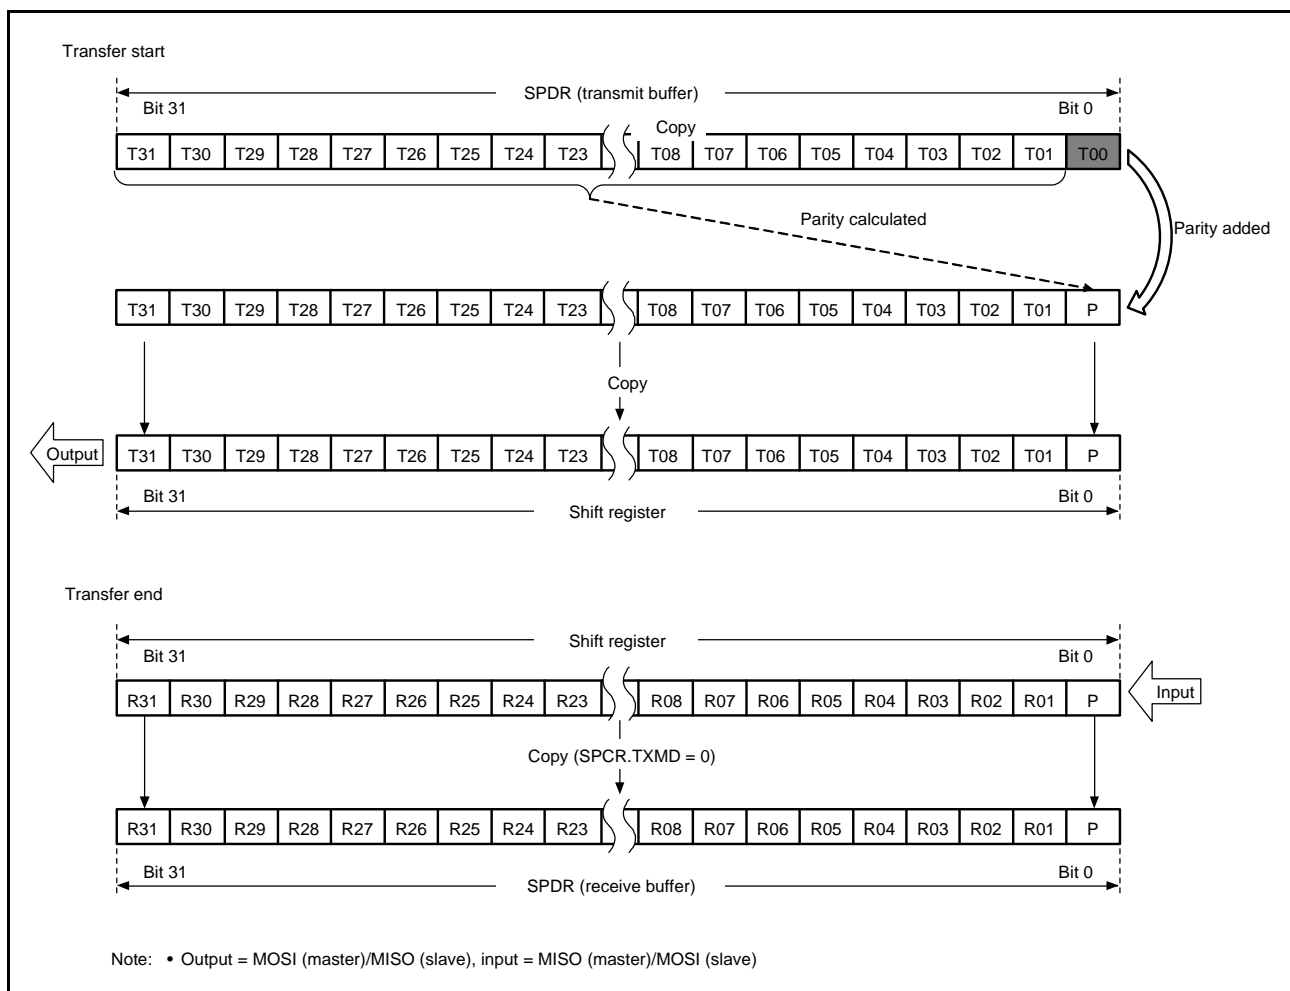 Transfer start
SPDR (transmit buffer)
Bit 31 Bit 0
Copy
T31 T30 T29 T28 T27 T26 T25 T24 T23 T08 T07 T06 T05 T04 T03 T02 T01 T00
Parity calculated
Parity added
T31 T30 T29 T28 T27 T26 T25 T24 T23 T08 T07 T06 T05 T04 T03 T02 T01 P
Copy
Output T31 T30 T29 T28 T27 T26 T25 T24 T23 T08 T07 T06 T05 T04 T03 T02 T01 P
Bit 31 Bit 0
Shift register
Transfer end
Shift register
Bit 31 Bit 0
R31 R30 R29 R28 R27 R26 R25 R24 R23 R08 R07 R06 R05 R04 R03 R02 R01 P Input
Copy (SPCR.TXMD = 0)
R31 R30 R29 R28 R27 R26 R25 R24 R23 R08 R07 R06 R05 R04 R03 R02 R01 P
Bit 31 Bit 0
SPDR (receive buffer)
Note: • Output = MOSI (master)/MISO (slave), input = MISO (master)/MOSI (slave)